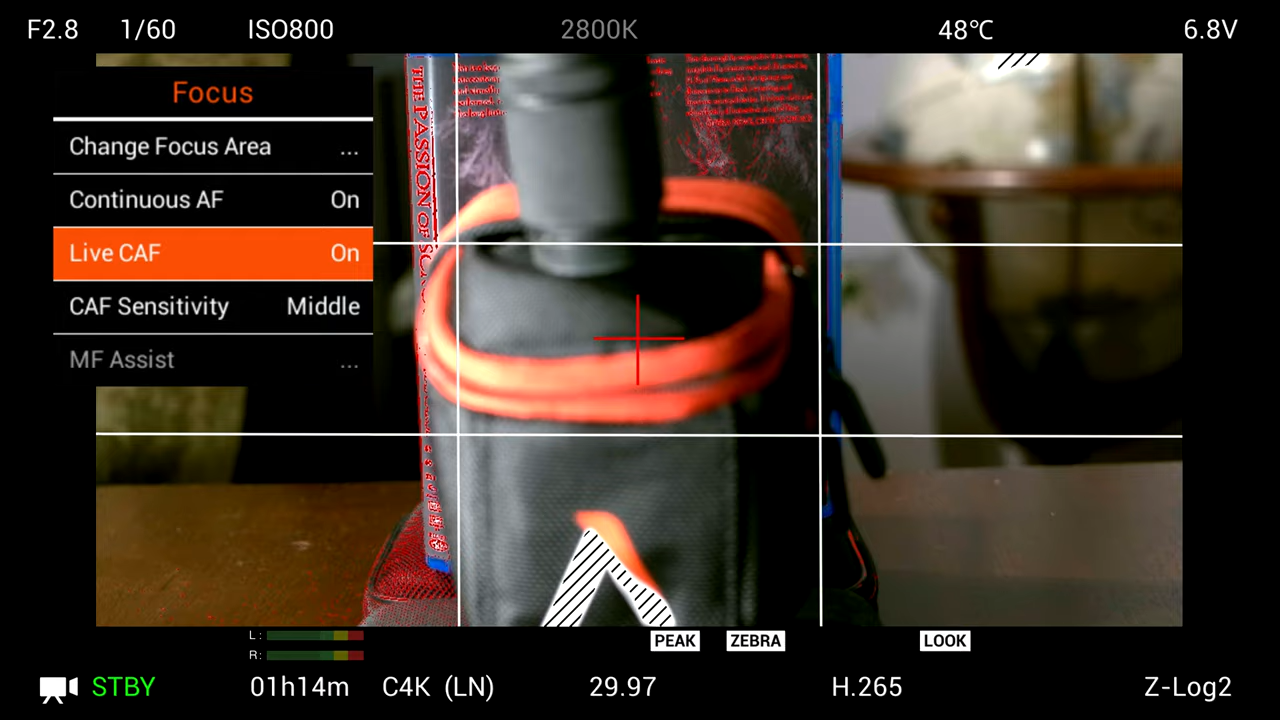 F2.8 1/60 ISO800 2800K 48℃ 6.8V
Focus
Change Focus Area ...
Continuous AF On
Live CAF On
CAF Sensitivity Middle
MF Assist ...
THE PASSION OF
L:
R:
PEAK ZEBRA LOOK
STBY 01h14m C4K (LN) 29.97 H.265 Z-Log2